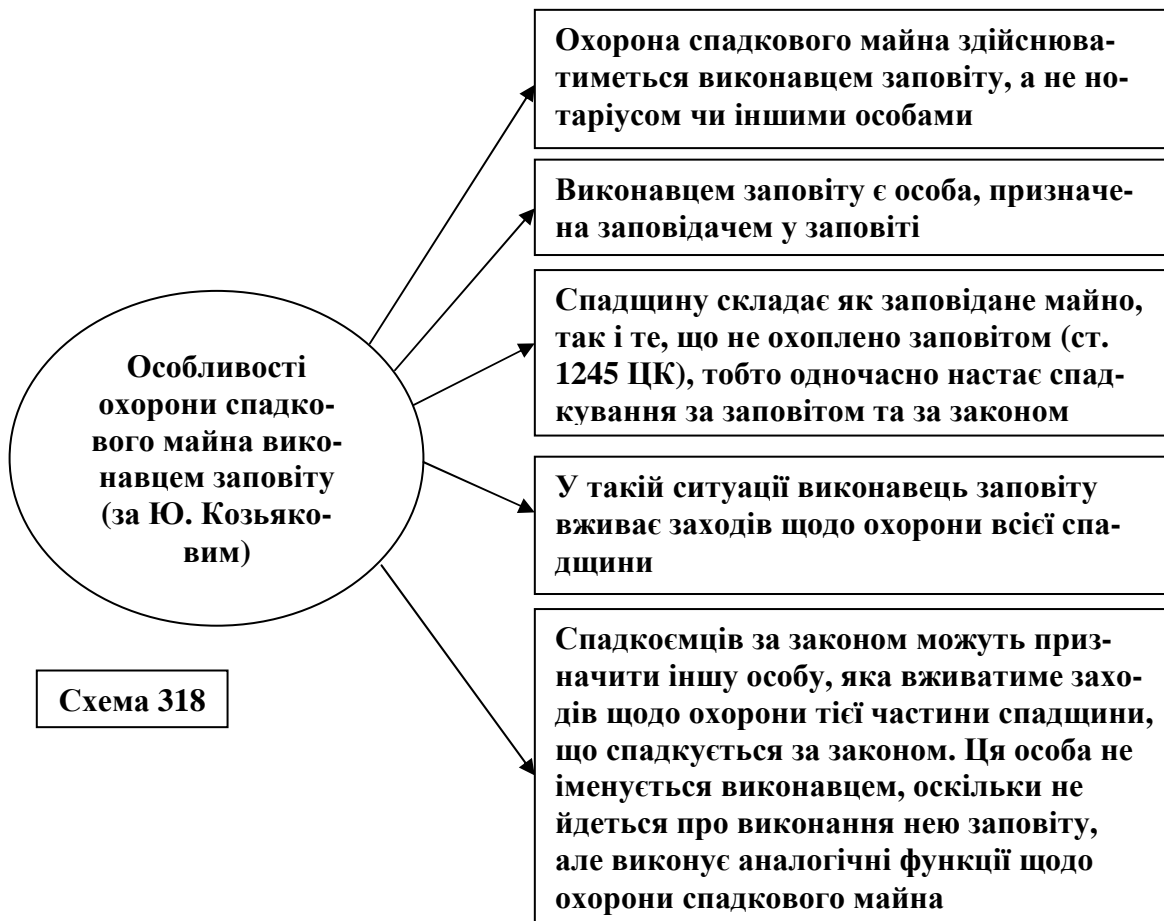 Охорона спадкового майна здійснюва-
тиметься виконавцем заповіту, а не но-
таріусом чи іншими особами
Виконавцем заповіту є особа, призначе-
на заповідачем у заповіті
Спадщину складає як заповідане майно,
так і те, що не охоплено заповітом (ст.
1245 ЦК), тобто одночасно настає спад-
кування за заповітом та за законом
У такій ситуації виконавець заповіту
вживає заходів щодо охорони всієї спа-
дщини
Спадкоємців за законом можуть приз-
начити іншу особу, яка вживатиме захо-
дів щодо охорони тієї частини спадщини,
що спадкується за законом. Ця особа не
іменується виконавцем, оскільки не
йдеться про виконання нею заповіту,
але виконує аналогічні функції щодо
охорони спадкового майна
Особливості
охорони спадко-
вого майна вико-
навцем заповіту
(за Ю. Козьяко-
вим)
Схема 318